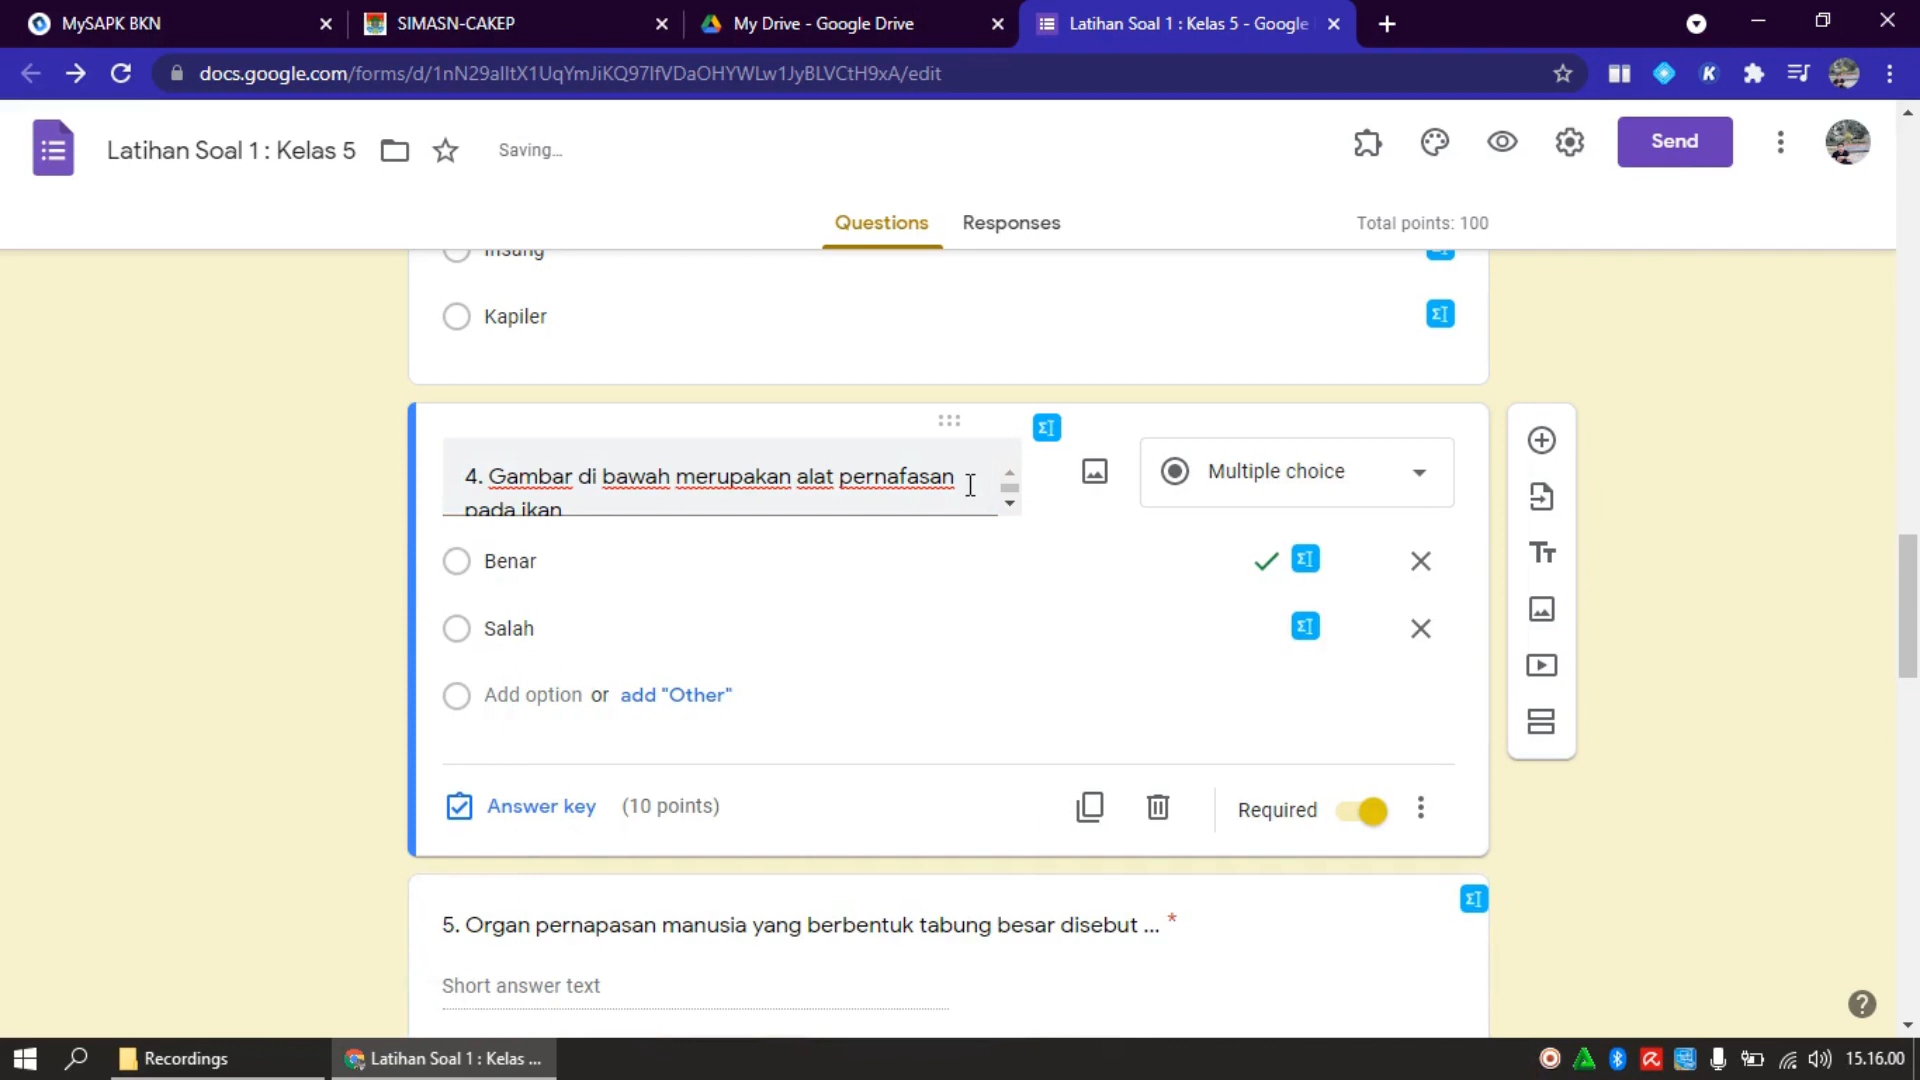 MySAPK BKN
SIMASN-CAKEP
My Drive - Google Drive
Latihan Soal 1 : Kelas 5 - Google
docs.google.com/forms/d/1nN29alltX1UqYmJiKQ97lfVDaOHYWLw1JyBLVCtH9xA/edit
Latihan Soal 1 : Kelas 5
Saving...
Send
Questions
Responses
Total points: 100
Insang
Kapiler
4. Gambar di bawah merupakan alat pernafasan
pada ikan
Multiple choice
Benar
Salah
Add option or add "Other"
Answer key (10 points)
Required
5. Organ pernapasan manusia yang berbentuk tabung besar disebut ... *
Short answer text
Recordings
Latihan Soal 1 : Kelas ...
15.16.00